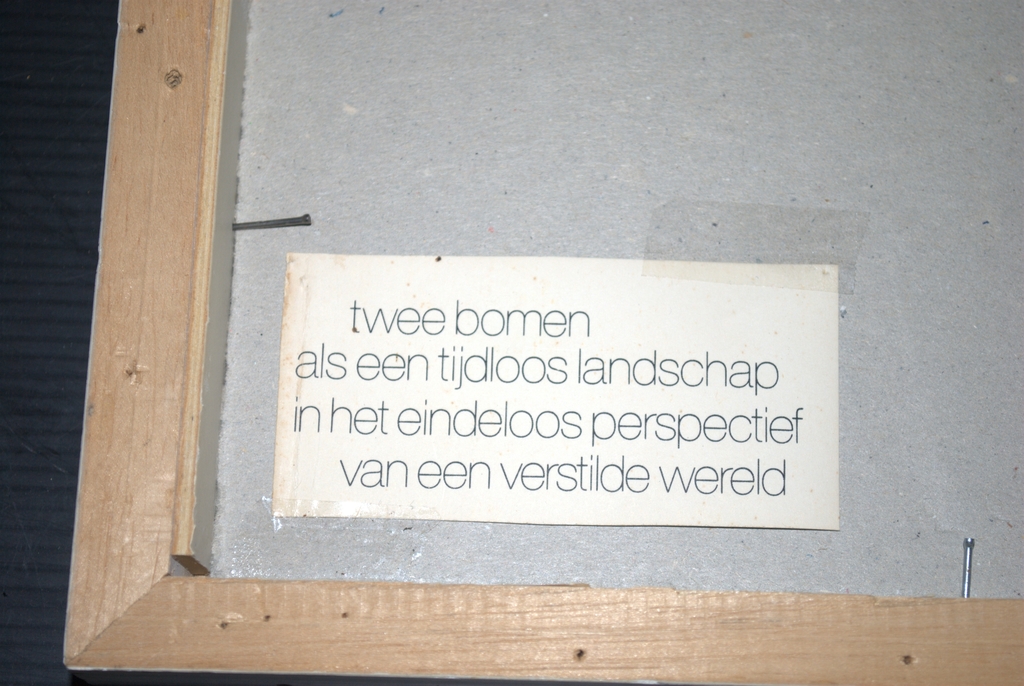 twee bomen
als een tijdloos landschap
in het eindeloos perspectief
van een verstilde wereld